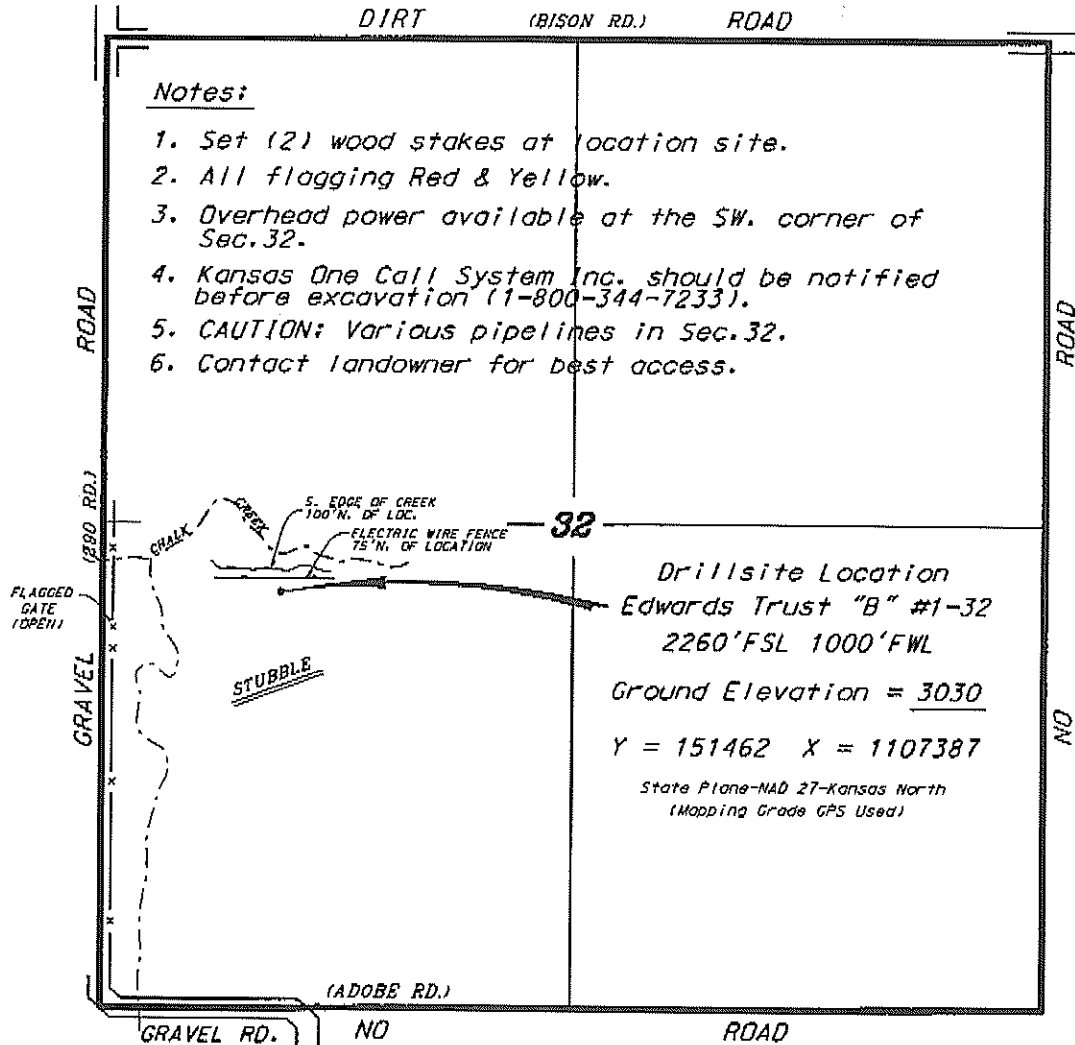 DIRT (BISON RD.) ROAD
Notes:
1. Set (2) wood stakes at location site.
2. All flagging Red & Yellow.
3. Overhead power available at the SW. corner of
Sec.32.
4. Kansas One Call System Inc. should be notified
before excavation (1-800-344-7233).
5. CAUTION: Various pipelines in Sec.32.
6. Contact landowner for best access.
ROAD
(290 RD.)
GRAVEL
ROAD
NO
CHALK CREEK
S. EDGE OF CREEK
100'N. OF LOC.
ELECTRIC WIRE FENCE
75'N. OF LOCATION
32
FLAGGED
GATE
(OPEN)
STUBBLE
Drillsite Location
Edwards Trust "B" #1-32
2260'FSL 1000'FWL
Ground Elevation = 3030
Y = 151462 X = 1107387
State Plane-NAD 27-Kansas North
(Mapping Grade GPS Used)
(ADOBE RD.)
GRAVEL RD. NO ROAD